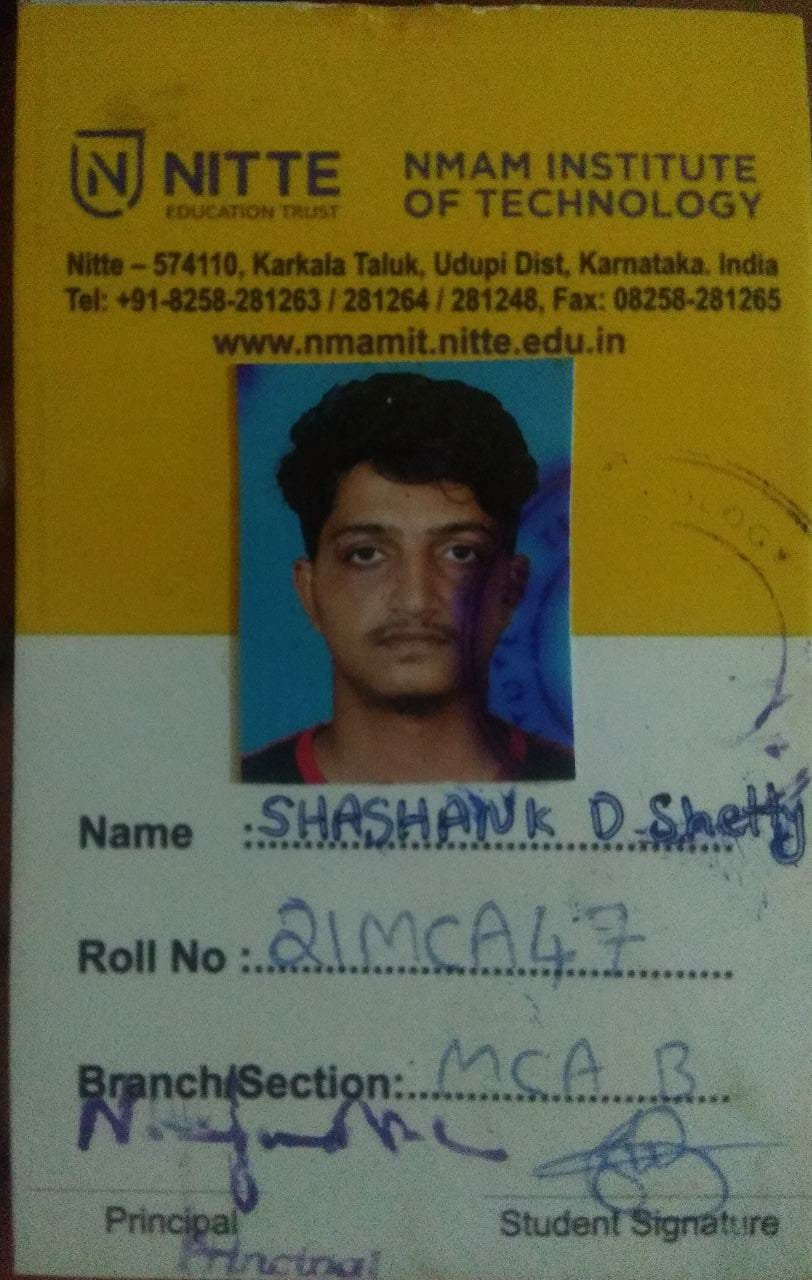 N NITTE
EDUCATION TRUST
NMAM INSTITUTE
OF TECHNOLOGY
Nitte – 574110, Karkala Taluk, Udupi Dist, Karnataka. India
Tel: +91-8258-281263 / 281264 / 281248, Fax: 08258-281265
www.nmamit.nitte.edu.in
OLOGY
Name :SHASHANK D Shetty
Roll No : 21MCA47
Branch/Section: MCA B
Principal
Student Signature
Principal